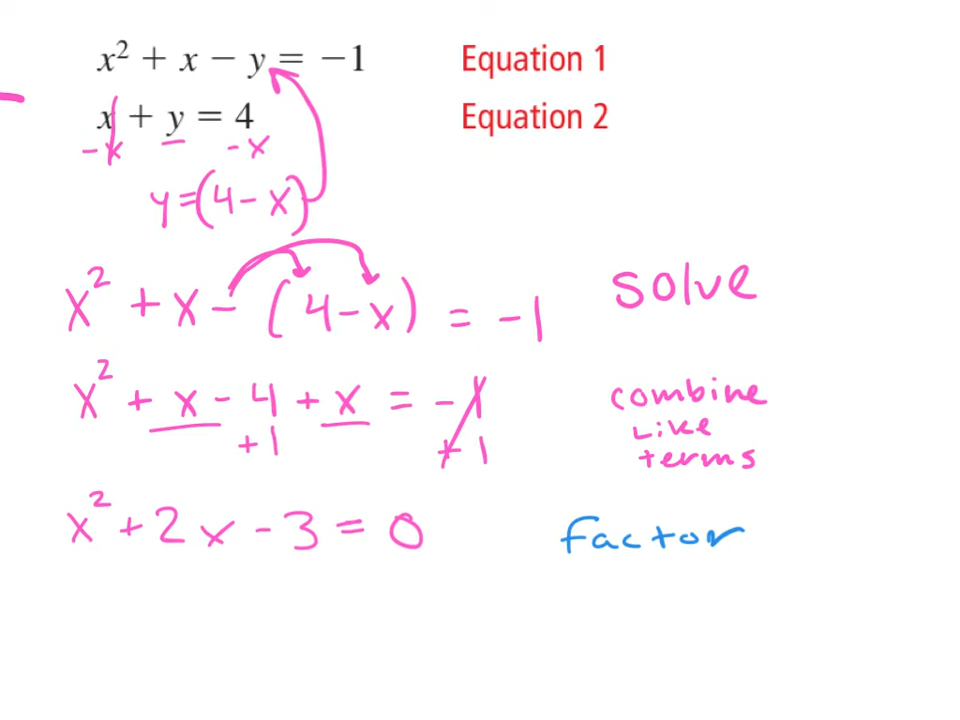 x² + x − y = −1 Equation 1
x + y = 4 Equation 2
-x -x
y=(4-x)
x² + x - (4-x) = -1 solve
x² + x - 4 + x = -1 combine
like
+1 +1 terms
x² + 2x - 3 = 0 factor